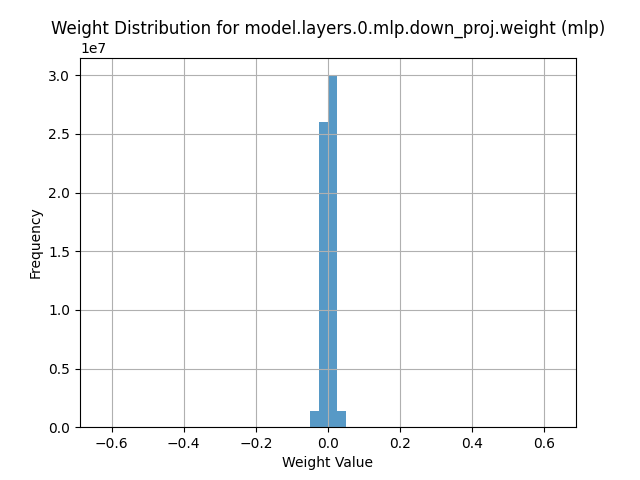 Weight Distribution for model.layers.0.mlp.down_proj.weight (mlp)
1e7
3.0
2.5
2.0
1.5
1.0
0.5
0.0
Frequency
−0.6 −0.4 −0.2 0.0 0.2 0.4 0.6
Weight Value